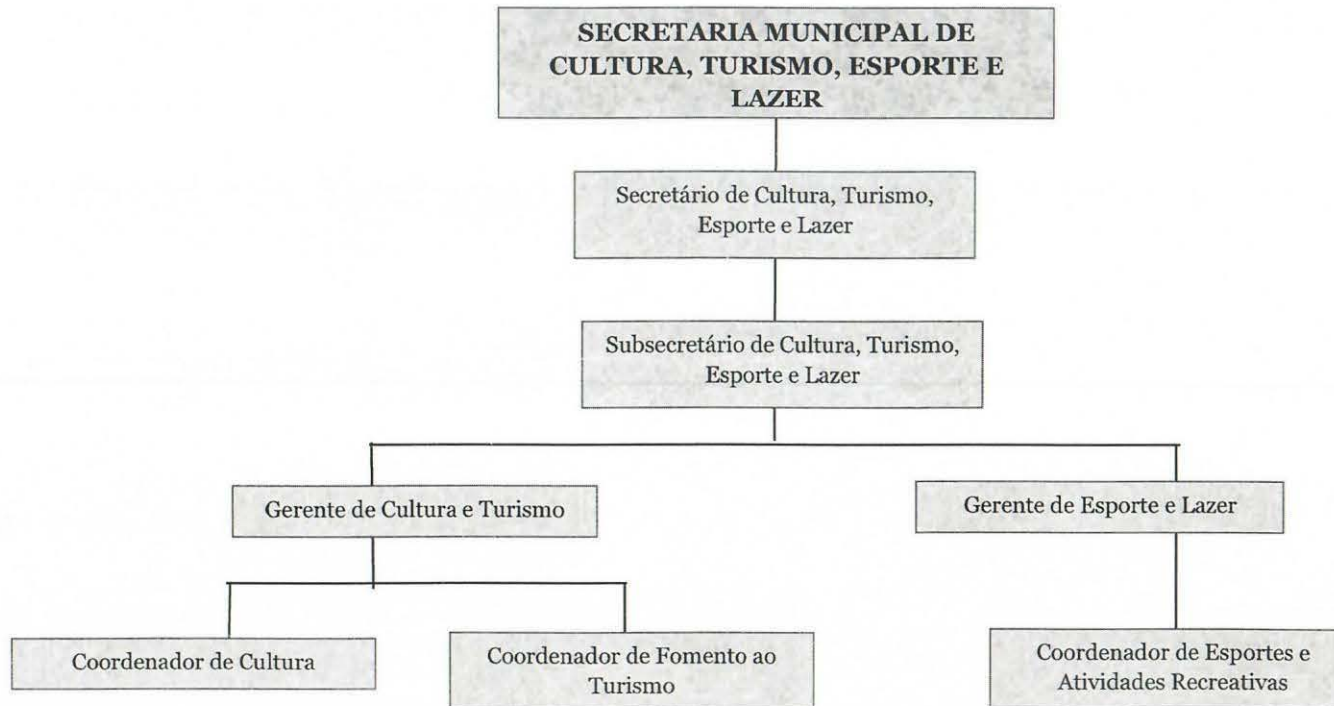 SECRETARIA MUNICIPAL DE
CULTURA, TURISMO, ESPORTE E
LAZER
Secretário de Cultura, Turismo,
Esporte e Lazer
Subsecretário de Cultura, Turismo,
Esporte e Lazer
Gerente de Cultura e Turismo
Gerente de Esporte e Lazer
Coordenador de Cultura
Coordenador de Fomento ao
Turismo
Coordenador de Esportes e
Atividades Recreativas